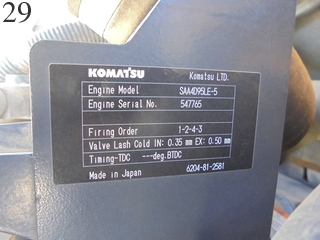 29
KOMATSU Komatsu LTD.
Engine Model SAA4D95LE-5
Engine Serial No. 547765
Firing Order 1-2-4-3
Valve Lash Cold IN: 0.35 mm EX: 0.50 mm
Timing-TDC ---deg.BTDC
Made in Japan 6204-81-2581